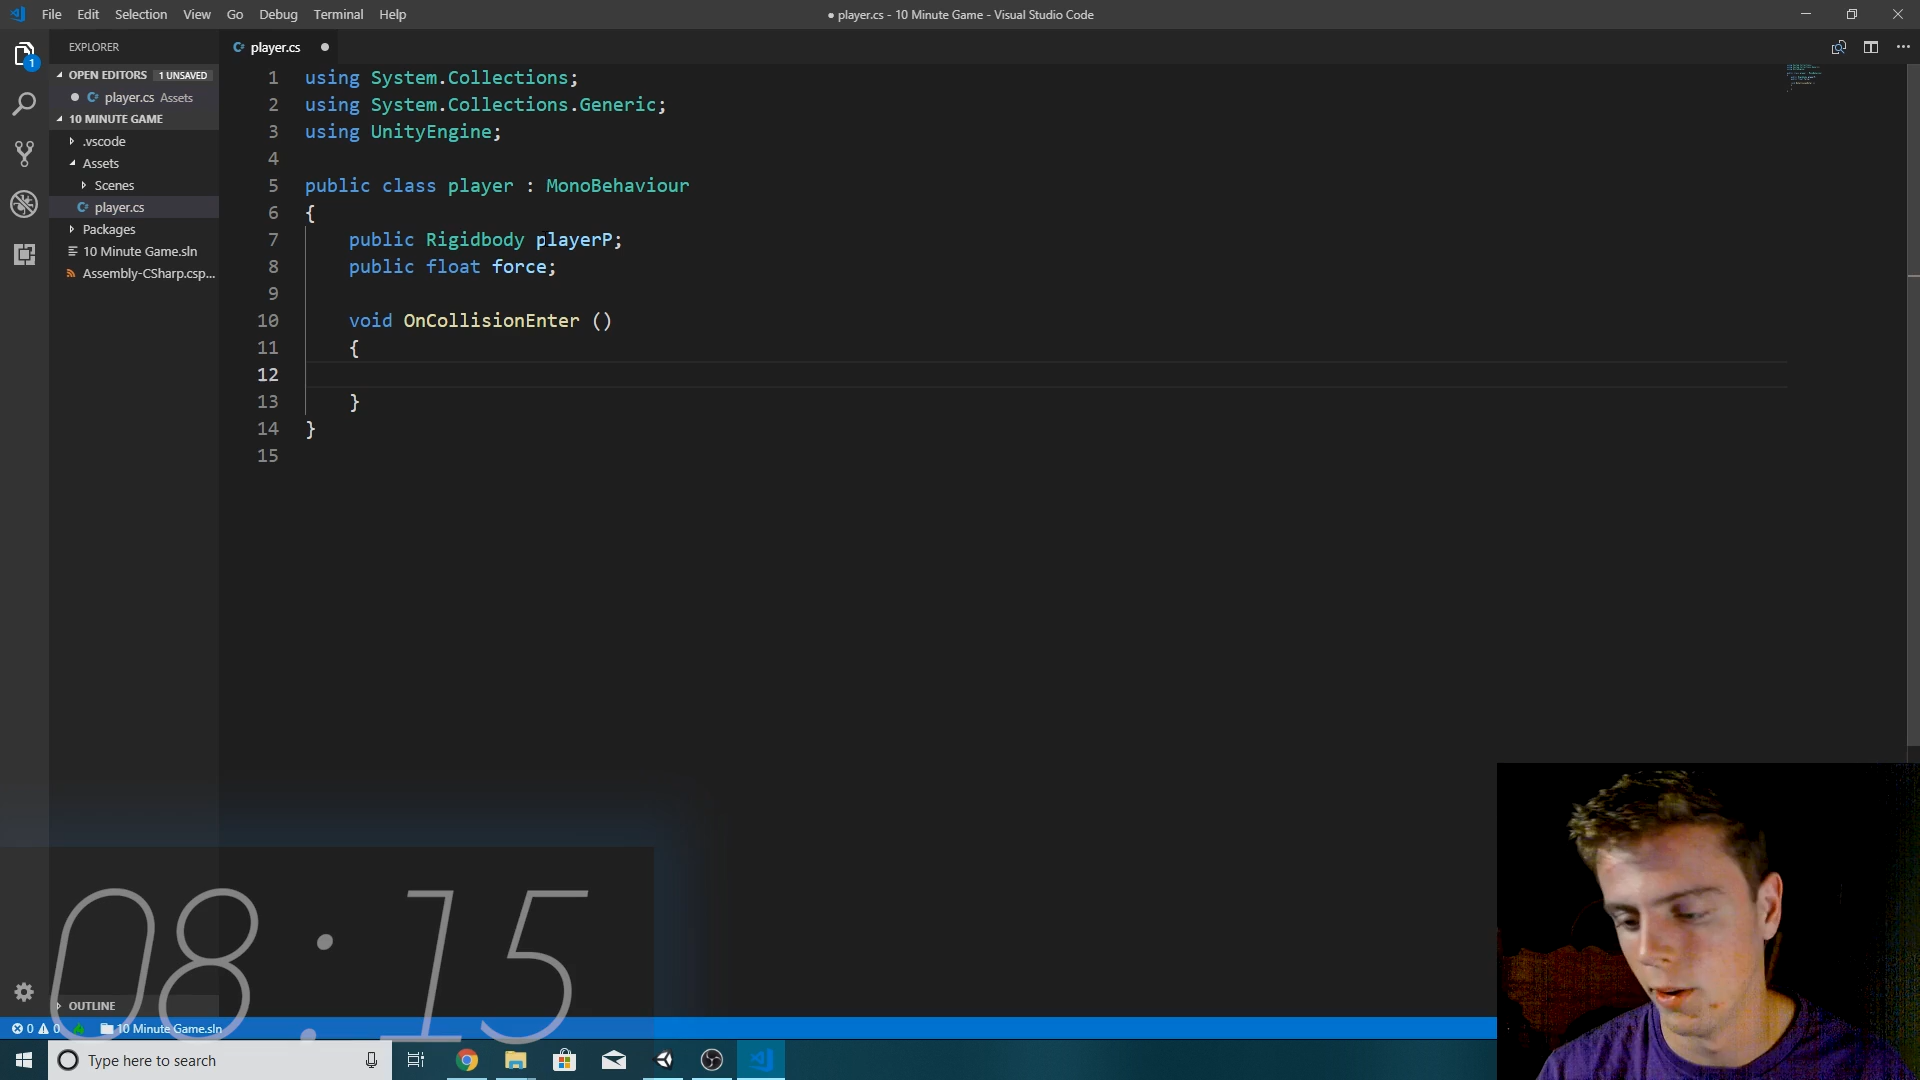 File Edit Selection View Go Debug Terminal Help
● player.cs - 10 Minute Game - Visual Studio Code
EXPLORER
OPEN EDITORS 1 UNSAVED
player.cs Assets
10 MINUTE GAME
.vscode
Assets
Scenes
player.cs
Packages
10 Minute Game.sln
Assembly-CSharp.csp...
OUTLINE
1
player.cs
1 using System.Collections;
2 using System.Collections.Generic;
3 using UnityEngine;
4
5 public class player : MonoBehaviour
6 {
7 public Rigidbody playerP;
8 public float force;
9
10 void OnCollisionEnter ()
11 {
12
13 }
14 }
15
08:15
0 0 10 Minute Game.sln
Type here to search